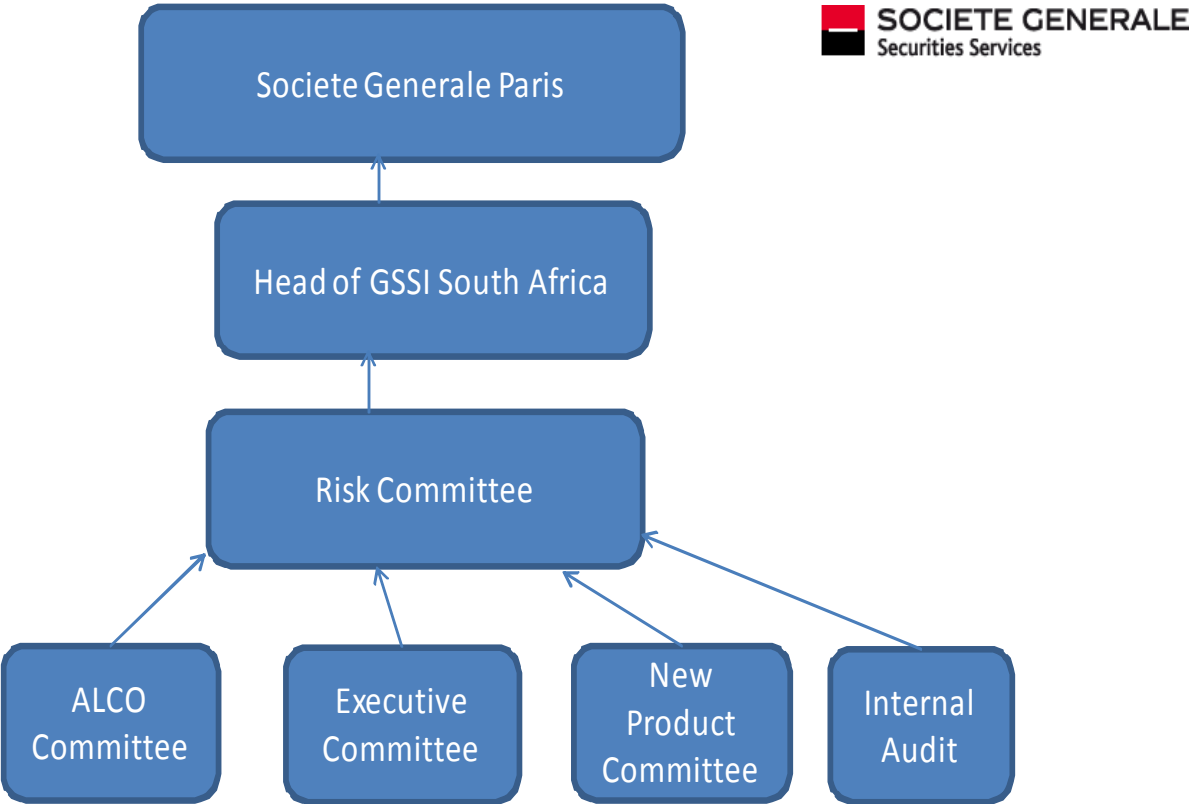 SOCIETE GENERALE
Securities Services
Societe Generale Paris
Head of GSSI South Africa
Risk Committee
ALCO
Committee
Executive
Committee
New
Product
Committee
Internal
Audit